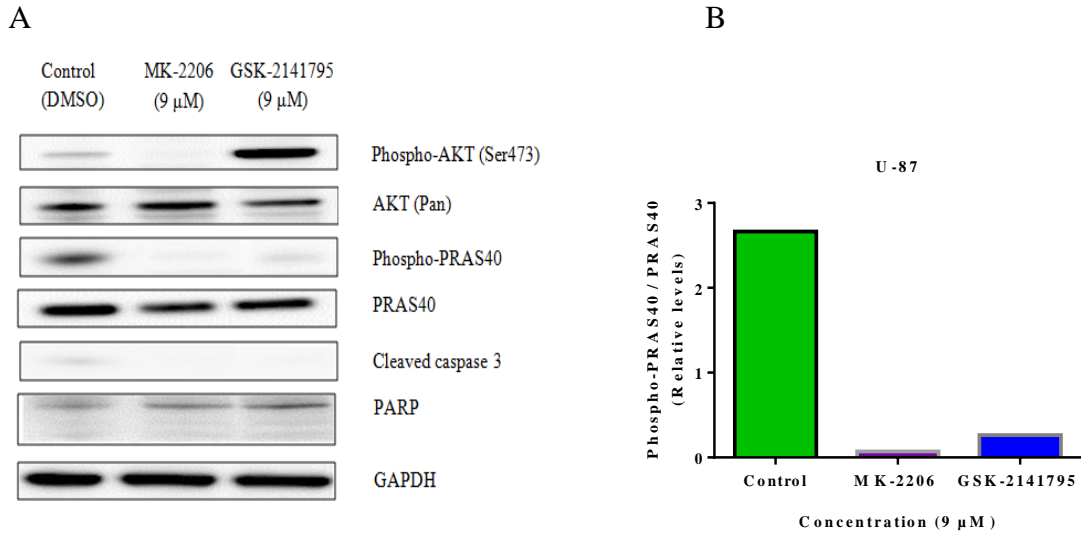 A
Control MK-2206 GSK-2141795
(DMSO) (9 µM) (9 µM)
Phospho-AKT (Ser473)
AKT (Pan)
Phospho-PRAS40
PRAS40
Cleaved caspase 3
PARP
GAPDH
B
U-87
Phospho-PRAS40 / PRAS40
(Relative levels)
3
2
1
0
Control MK-2206 GSK-2141795
Concentration (9 µM)